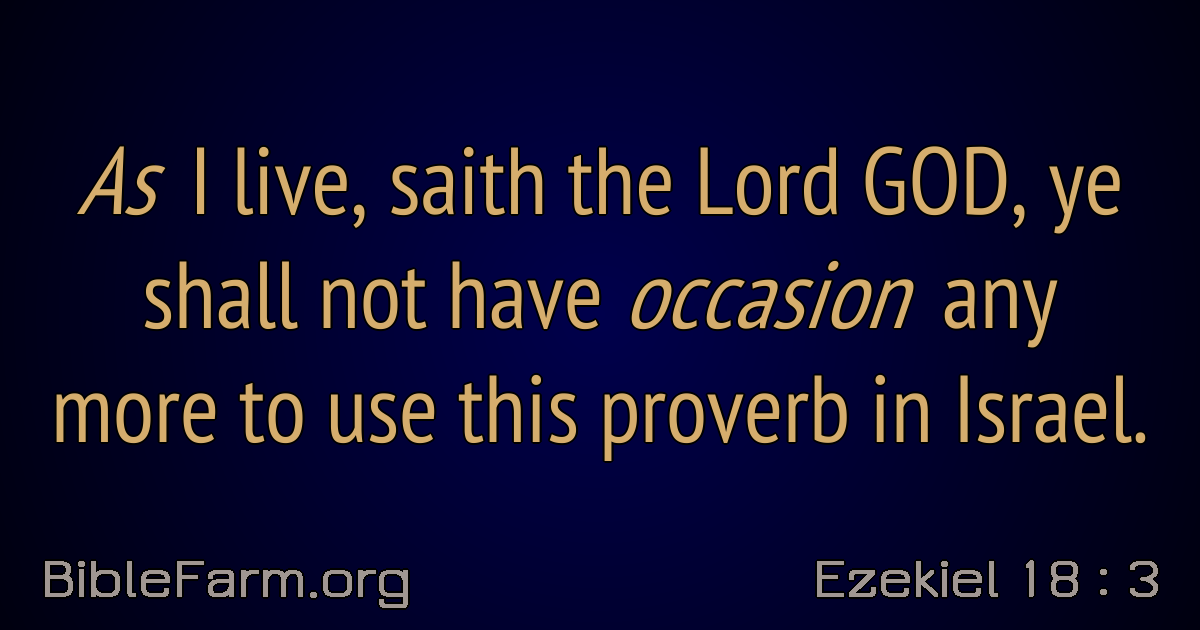 As I live, saith the Lord GOD, ye
shall not have occasion any
more to use this proverb in Israel.
BibleFarm.org
Ezekiel 18 : 3